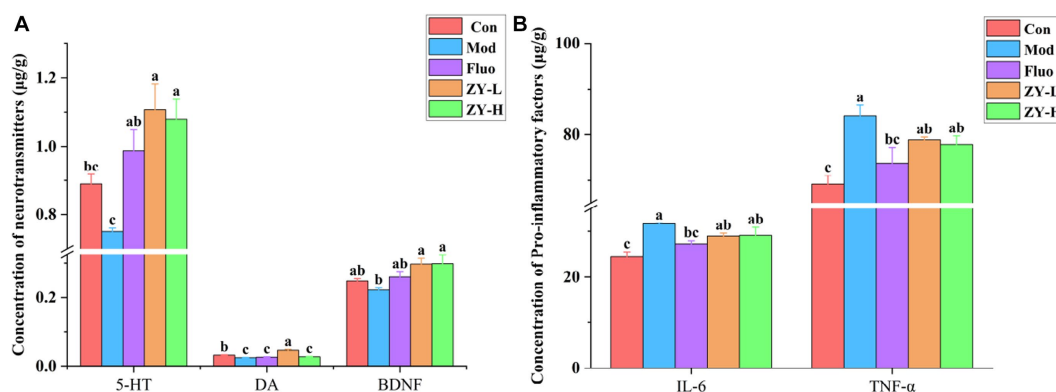 A
Concentration of neurotransmitters (μg/g)
1.2
1.0
0.8
0.2
0.0
bc
c
ab
a
a
b
c
c
a
c
ab
b
ab
a
a
5-HT
DA
BDNF
Con
Mod
Fluo
ZY-L
ZY-H
B
Concentration of Pro-inflammatory factors (μg/g)
100
80
20
0
c
a
bc
ab
ab
c
a
bc
ab
ab
IL-6
TNF-α
Con
Mod
Fluo
ZY-L
ZY-H